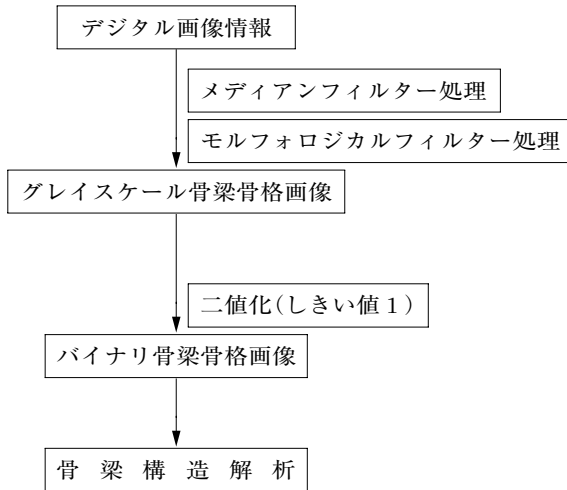 デジタル画像情報
メディアンフィルター処理
モルフォロジカルフィルター処理
グレイスケール骨梁骨格画像
二値化(しきい値1)
バイナリ骨梁骨格画像
骨梁構造解析